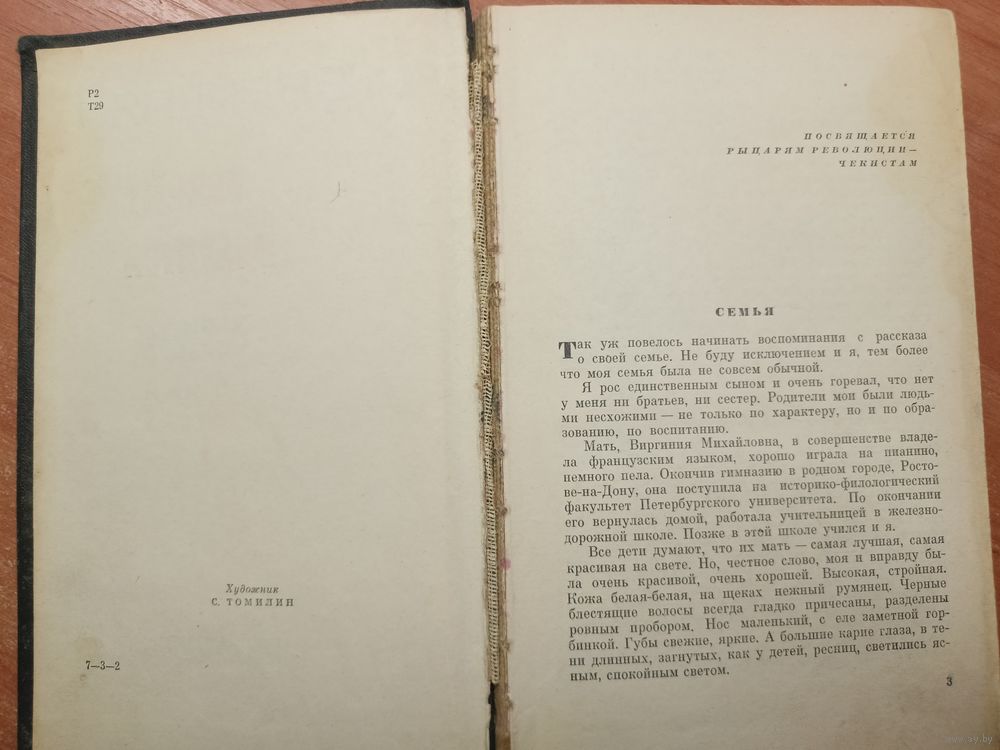 Р2
Т29
Художник
С. ТОМИЛИН
7—3—2
ПОСВЯЩАЕТСЯ
РЫЦАРЯМ РЕВОЛЮЦИИ—
ЧЕКИСТАМ
СЕМЬЯ
Так уж повелось начинать воспоминания с рассказа
о своей семье. Не буду исключением и я, тем более
что моя семья была не совсем обычной.
Я рос единственным сыном и очень горевал, что нет
у меня ни братьев, ни сестер. Родители мои были людь-
ми несхожими — не только по характеру, но и по обра-
зованию, по воспитанию.
Мать, Виргиния Михайловна, в совершенстве владе-
ла французским языком, хорошо играла на пианино,
немного пела. Окончив гимназию в родном городе, Росто-
ве-на-Дону, она поступила на историко-филологический
факультет Петербургского университета. По окончании
его вернулась домой, работала учительницей в железно-
дорожной школе. Позже в этой школе учился и я.
Все дети думают, что их мать — самая лучшая, самая
красивая на свете. Но, честное слово, моя и вправду бы-
ла очень красивой, очень хорошей. Высокая, стройная.
Кожа белая-белая, на щеках нежный румянец. Черные
блестящие волосы всегда гладко причесаны, разделены
ровным пробором. Нос маленький, с еле заметной гор-
бинкой. Губы свежие, яркие. А большие карие глаза, в те-
ни длинных, загнутых, как у детей, ресниц, светились яс-
ным, спокойным светом.
3
www.ay.by